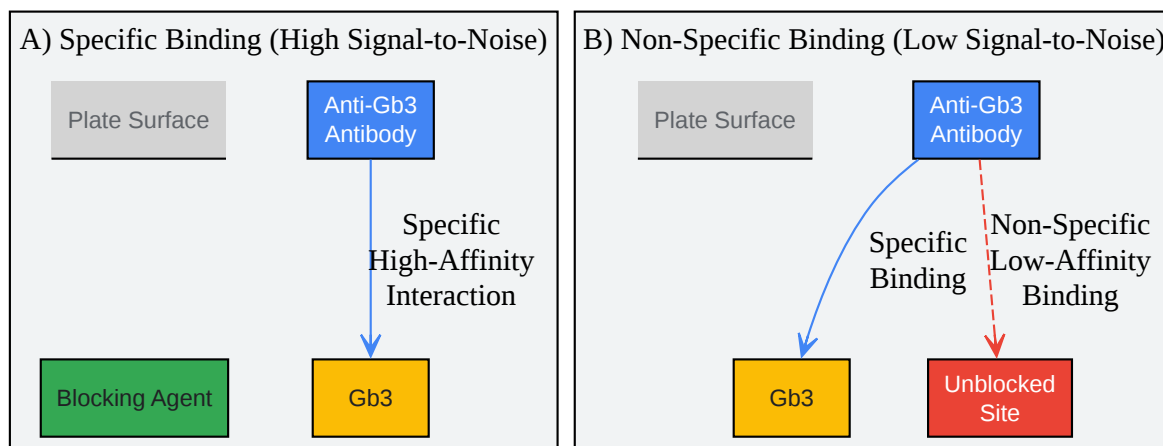 A) Specific Binding (High Signal-to-Noise)
Plate Surface
Anti-Gb3
Antibody
Specific
High-Affinity
Interaction
Blocking Agent
Gb3
B) Non-Specific Binding (Low Signal-to-Noise)
Plate Surface
Anti-Gb3
Antibody
Specific
Binding
Non-Specific
Low-Affinity
Binding
Gb3
Unblocked
Site